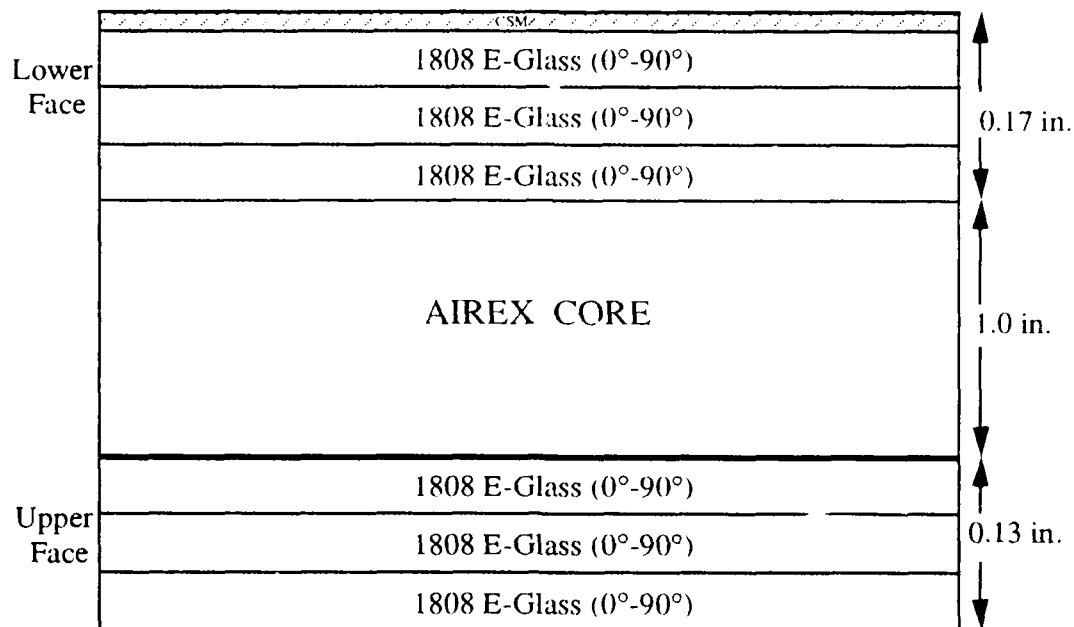 CSM
1808 E-Glass (0°-90°)
Lower
Face
1808 E-Glass (0°-90°)
0.17 in.
1808 E-Glass (0°-90°)
AIREX CORE
1.0 in.
1808 E-Glass (0°-90°)
Upper
Face
1808 E-Glass (0°-90°)
0.13 in.
1808 E-Glass (0°-90°)